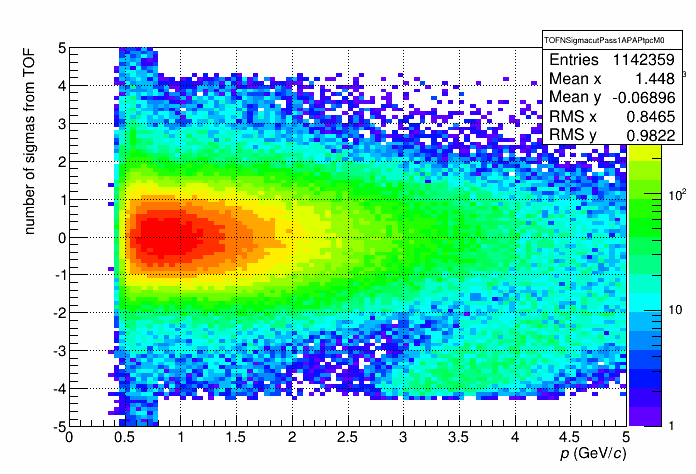 TOFNSigmacutPass1APAPtpcM0
Entries 1142359
Mean x 1.448
Mean y -0.06896
RMS x 0.8465
RMS y 0.9822
number of sigmas from TOF
5
4
3
2
1
0
-1
-2
-3
-4
-5
0 0.5 1 1.5 2 2.5 3 3.5 4 4.5 5
p (GeV/c)
10²
10
1